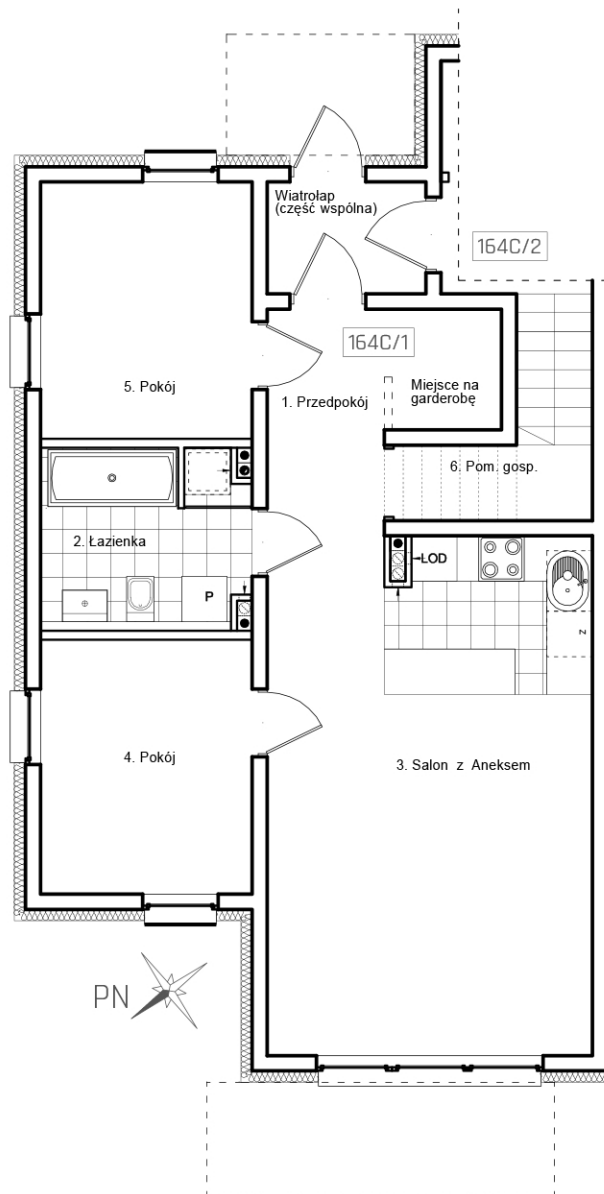 Wiatrołap
(część wspólna)
164C/2
164C/1
5. Pokój
1. Przedpokój
Miejsce na
garderobę
6. Pom. gosp.
2. Łazienka
LOD
P
z
4. Pokój
3. Salon z Aneksem
PN